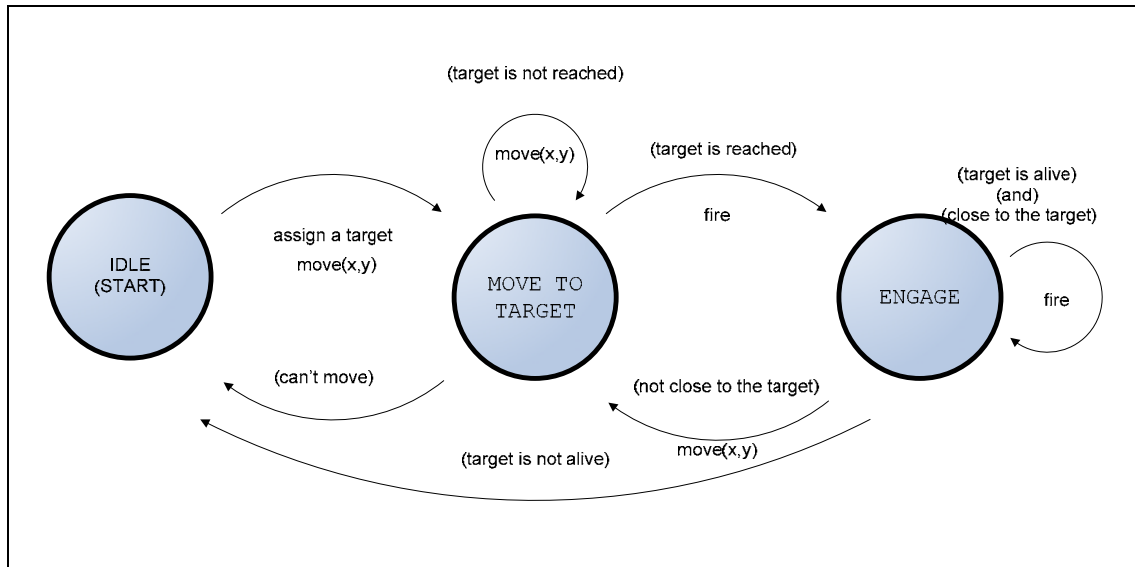 (target is not reached)
move(x,y)
(target is reached)
fire
(target is alive)
(and)
(close to the target)
IDLE
(START)
assign a target
move(x,y)
MOVE TO
TARGET
ENGAGE
fire
(can't move)
(not close to the target)
move(x,y)
(target is not alive)